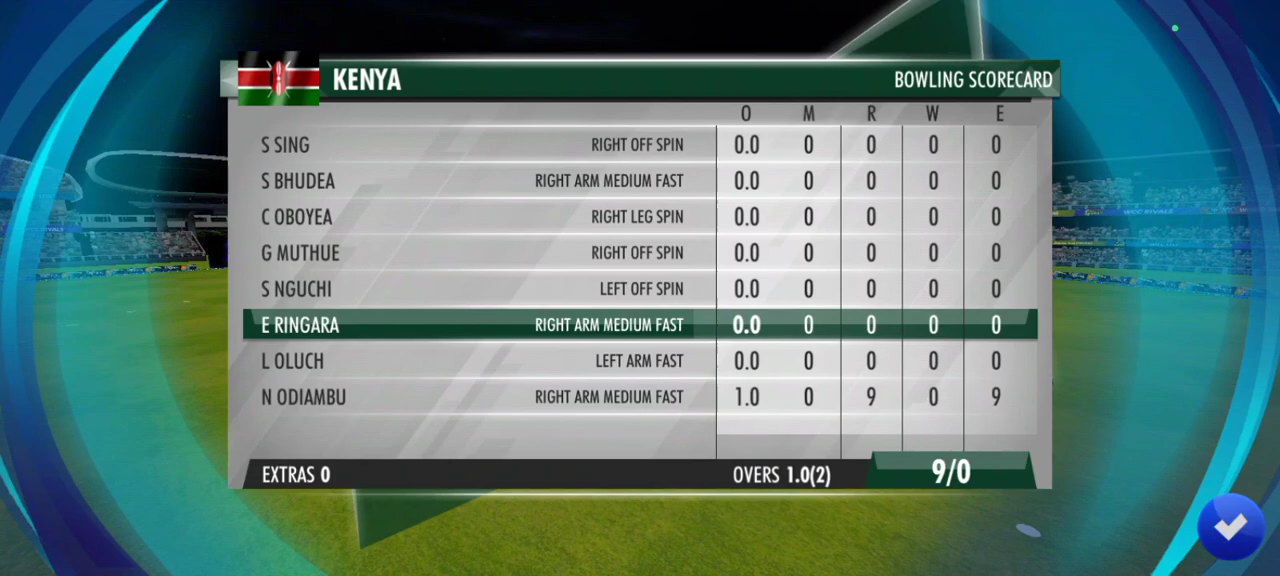 KENYA BOWLING SCORECARD
O M R W E
S SING RIGHT OFF SPIN 0.0 0 0 0 0
S BHUDEA RIGHT ARM MEDIUM FAST 0.0 0 0 0 0
C OBOYEA RIGHT LEG SPIN 0.0 0 0 0 0
G MUTHUE RIGHT OFF SPIN 0.0 0 0 0 0
S NGUCHI LEFT OFF SPIN 0.0 0 0 0 0
E RINGARA RIGHT ARM MEDIUM FAST 0.0 0 0 0 0
L OLUCH LEFT ARM FAST 0.0 0 0 0 0
N ODIAMBU RIGHT ARM MEDIUM FAST 1.0 0 9 0 9
EXTRAS 0 OVERS 1.0(2) 9/0
WCC RIVALS